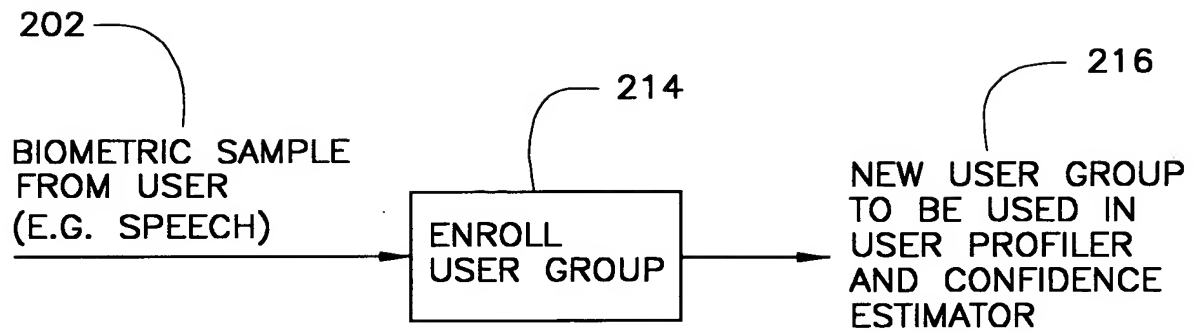 202
BIOMETRIC SAMPLE
FROM USER
(E.G. SPEECH)
214
ENROLL
USER GROUP
216
NEW USER GROUP
TO BE USED IN
USER PROFILER
AND CONFIDENCE
ESTIMATOR